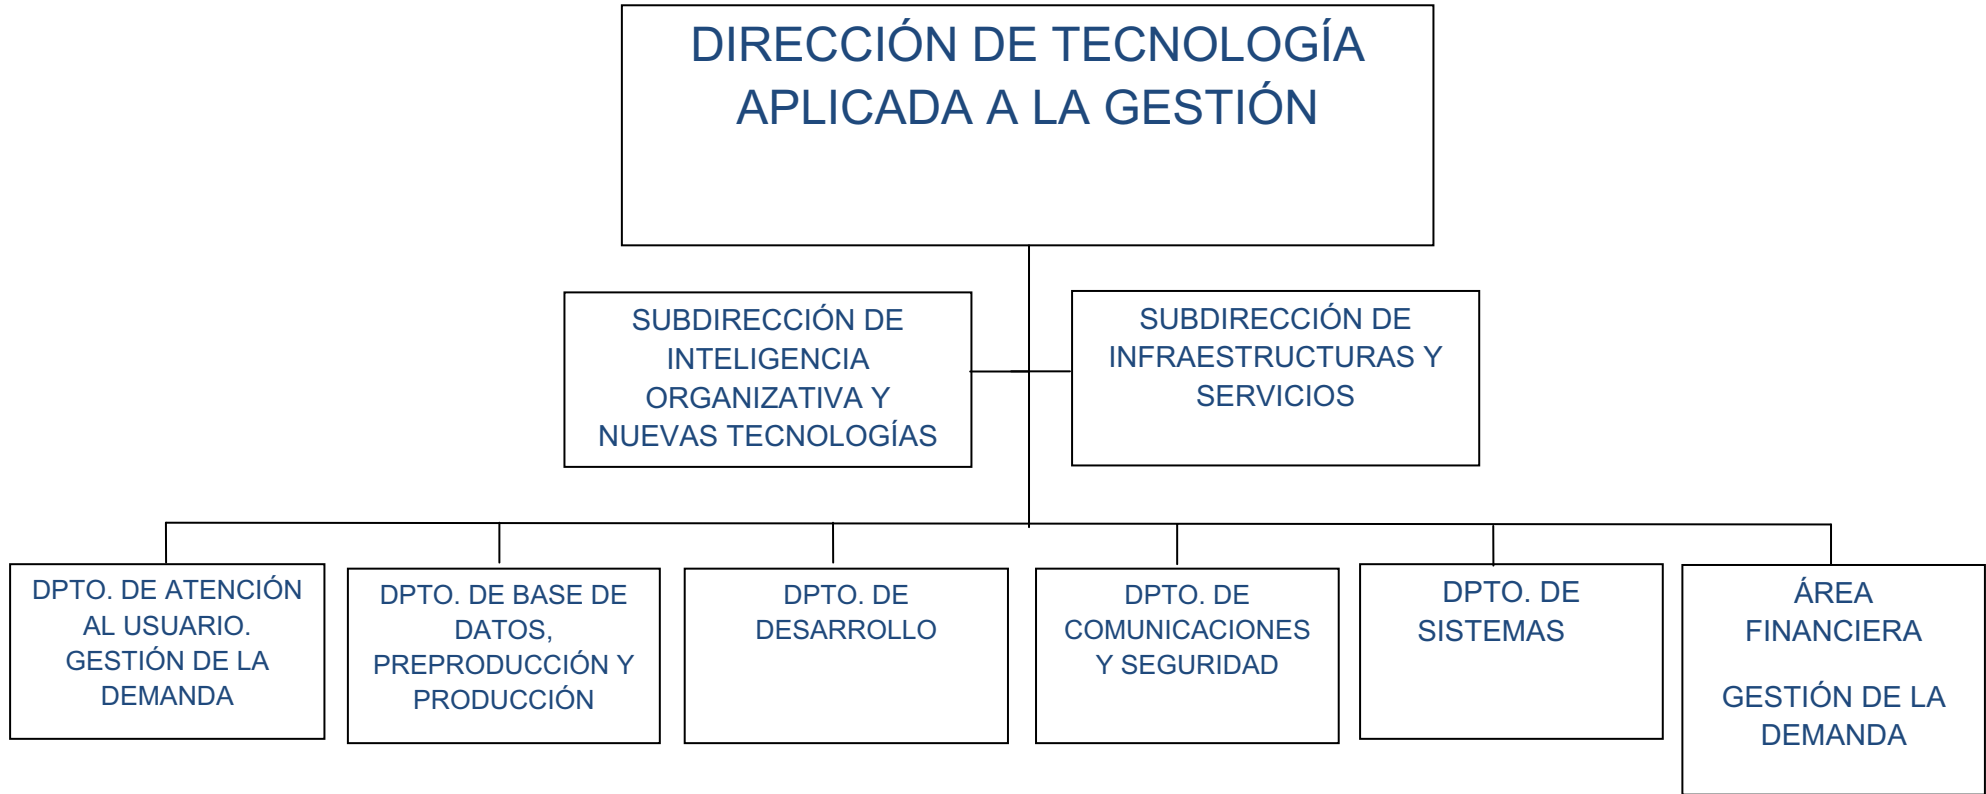 DIRECCIÓN DE TECNOLOGÍA
APLICADA A LA GESTIÓN
SUBDIRECCIÓN DE
INTELIGENCIA
ORGANIZATIVA Y
NUEVAS TECNOLOGÍAS
SUBDIRECCIÓN DE
INFRAESTRUCTURAS Y
SERVICIOS
DPTO. DE ATENCIÓN
AL USUARIO.
GESTIÓN DE LA
DEMANDA
DPTO. DE BASE DE
DATOS,
PREPRODUCCIÓN Y
PRODUCCIÓN
DPTO. DE
DESARROLLO
DPTO. DE
COMUNICACIONES
Y SEGURIDAD
DPTO. DE
SISTEMAS
ÁREA
FINANCIERA
GESTIÓN DE LA
DEMANDA